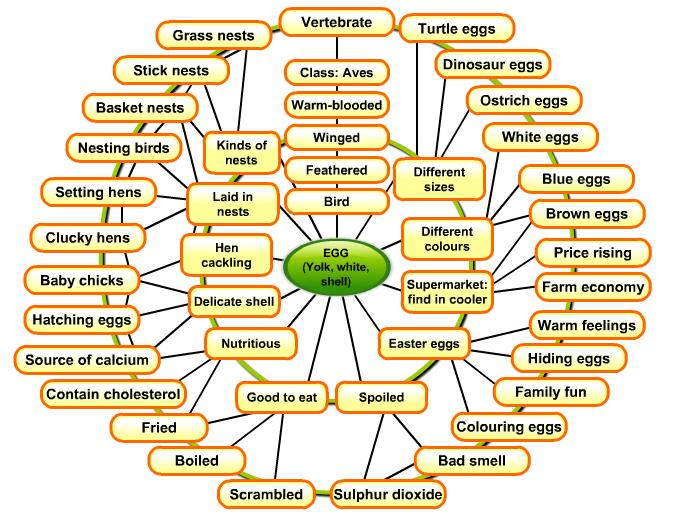 Vertebrate
Grass nests
Turtle eggs
Stick nests
Class: Aves
Dinosaur eggs
Basket nests
Warm-blooded
Ostrich eggs
Nesting birds
Kinds of
nests
Winged
White eggs
Feathered
Different
sizes
Blue eggs
Setting hens
Laid in
nests
Bird
Brown eggs
Clucky hens
Hen
cackling
EGG
(Yolk, white,
shell)
Different
colours
Price rising
Baby chicks
Delicate shell
Supermarket:
find in cooler
Farm economy
Hatching eggs
Nutritious
Easter eggs
Warm feelings
Source of calcium
Hiding eggs
Contain cholesterol
Good to eat
Spoiled
Family fun
Fried
Colouring eggs
Boiled
Bad smell
Scrambled
Sulphur dioxide